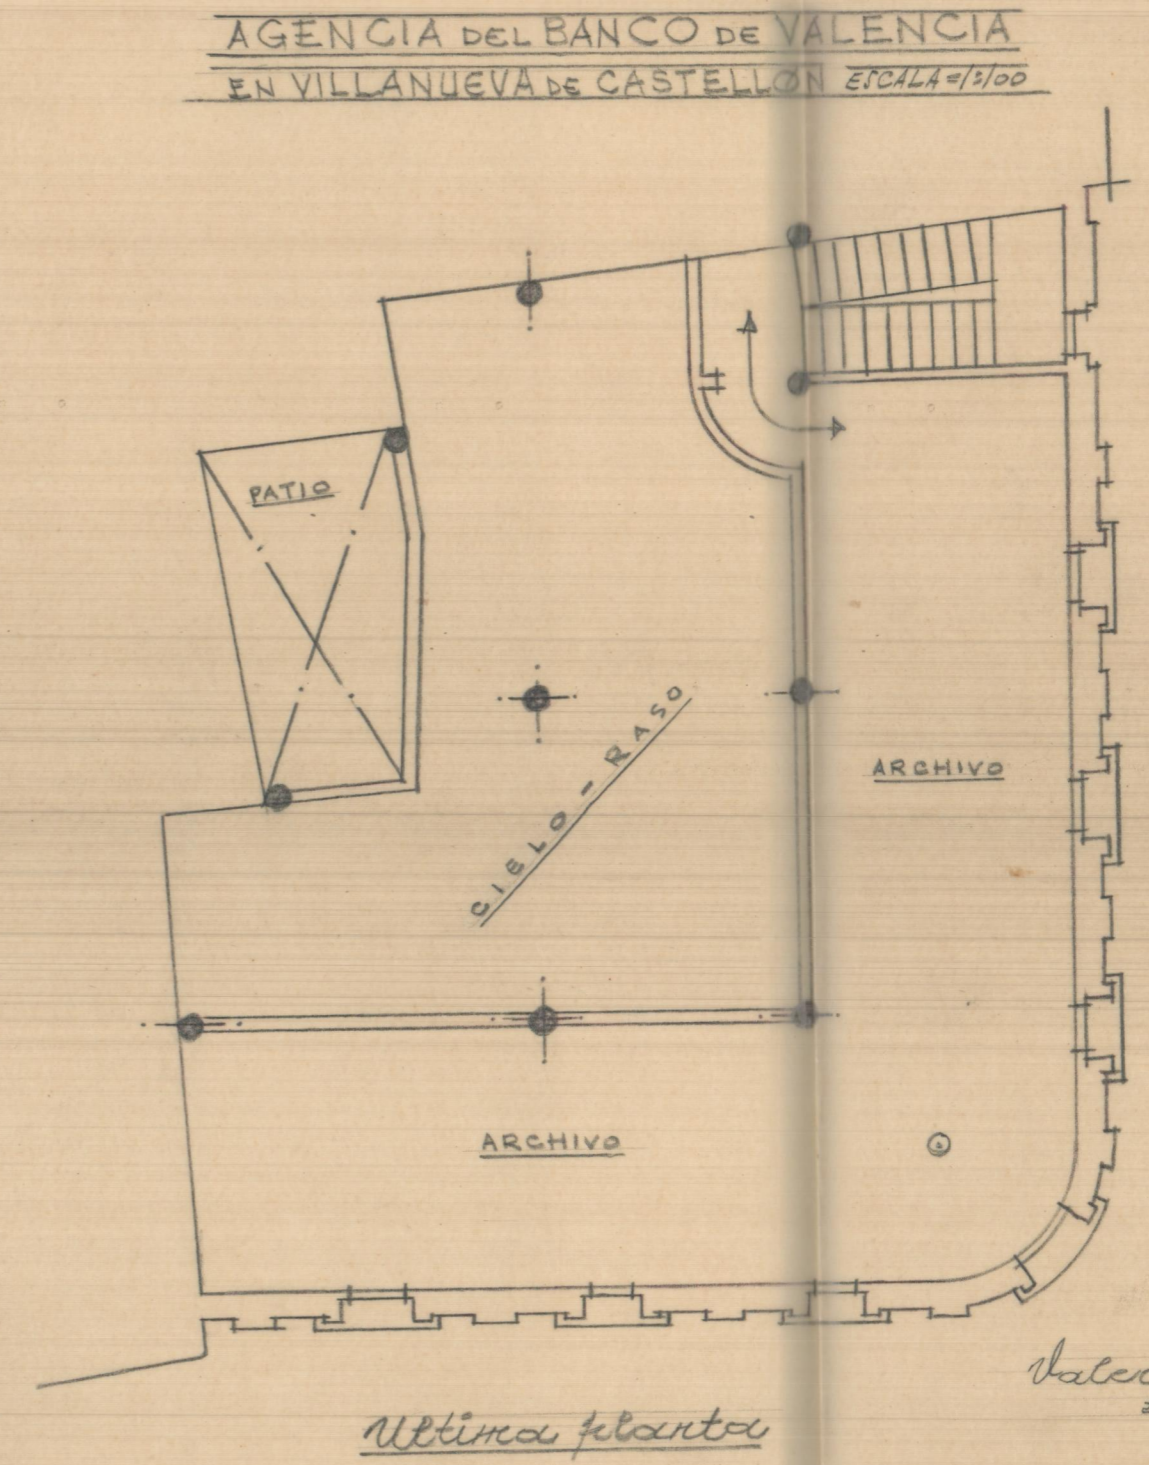 AGENCIA DEL BANCO DE VALENCIA
EN VILLANUEVA DE CASTELLON ESCALA=1/100
PATIO
CIELO-RASO
ARCHIVO
ARCHIVO
Ultima planta